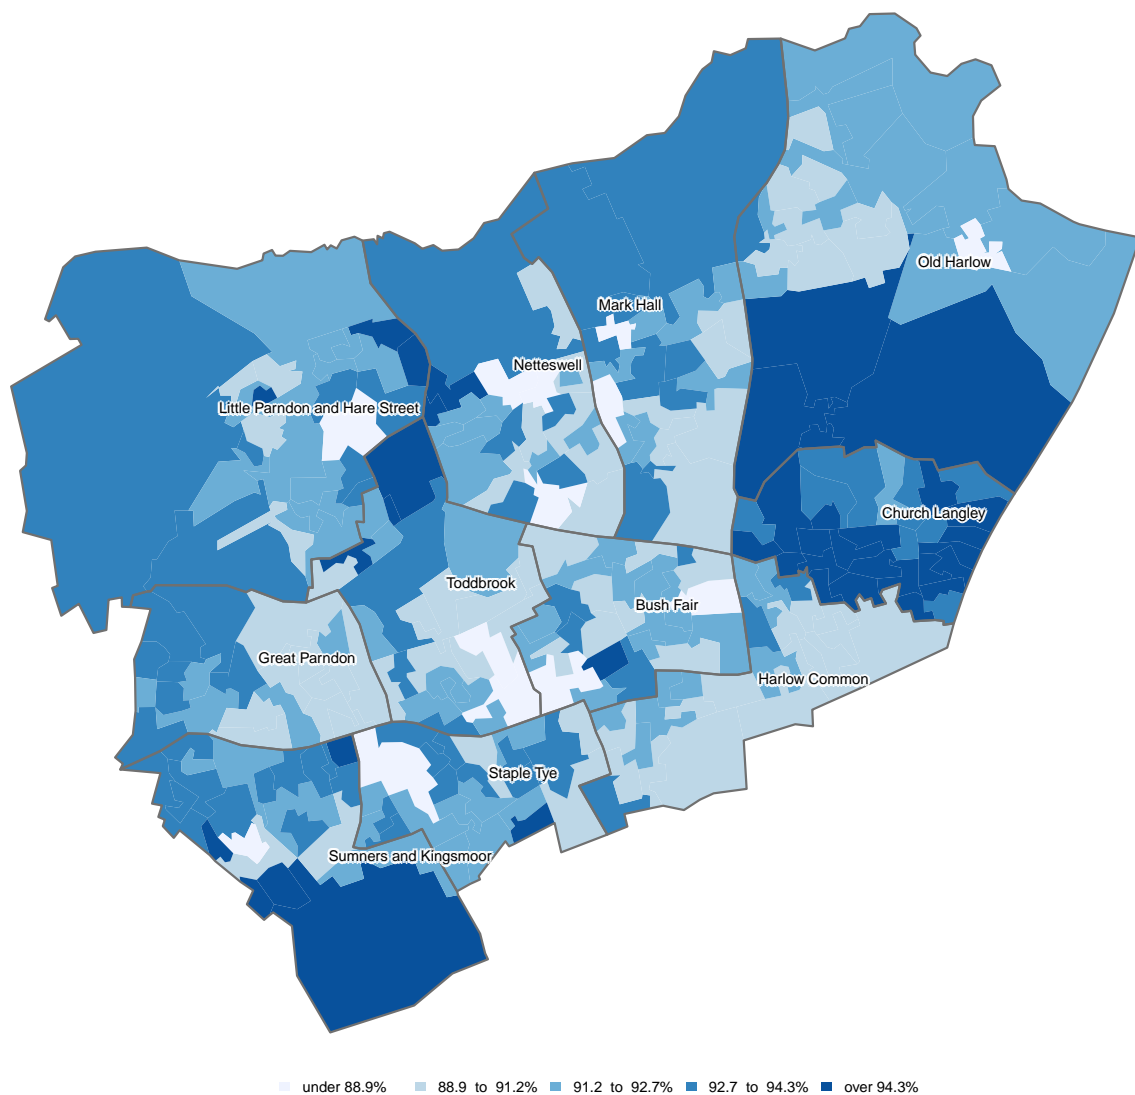 Old Harlow
Mark Hall
Netteswell
Little Parndon and Hare Street
Church Langley
Toddbrook
Bush Fair
Great Parndon
Harlow Common
Staple Tye
Sumners and Kingsmoor
under 88.9% 88.9 to 91.2% 91.2 to 92.7% 92.7 to 94.3% over 94.3%